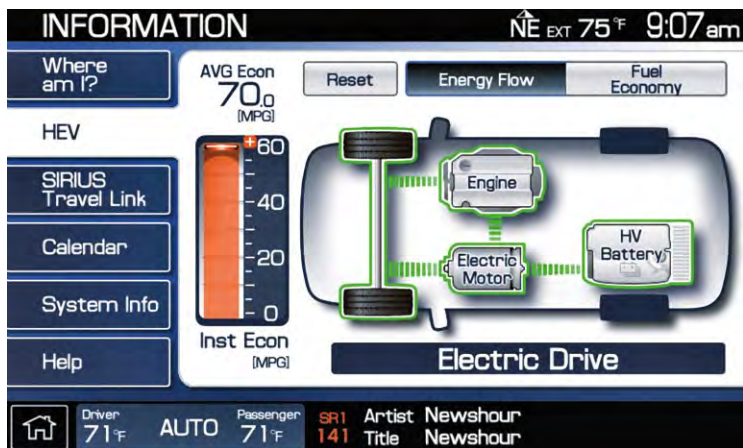 INFORMATION
NE EXT 75°F 9:07 am
Where am I?
HEV
SIRIUS Travel Link
Calendar
System Info
Help
AVG Econ
70.0
[MPG]
+60
40
20
0
Inst Econ
[MPG]
Reset
Energy Flow
Fuel Economy
Engine
Electric Motor
HV Battery
Electric Drive
Driver
71°F
AUTO
Passenger
71°F
SR1 Artist Newshour
141 Title Newshour